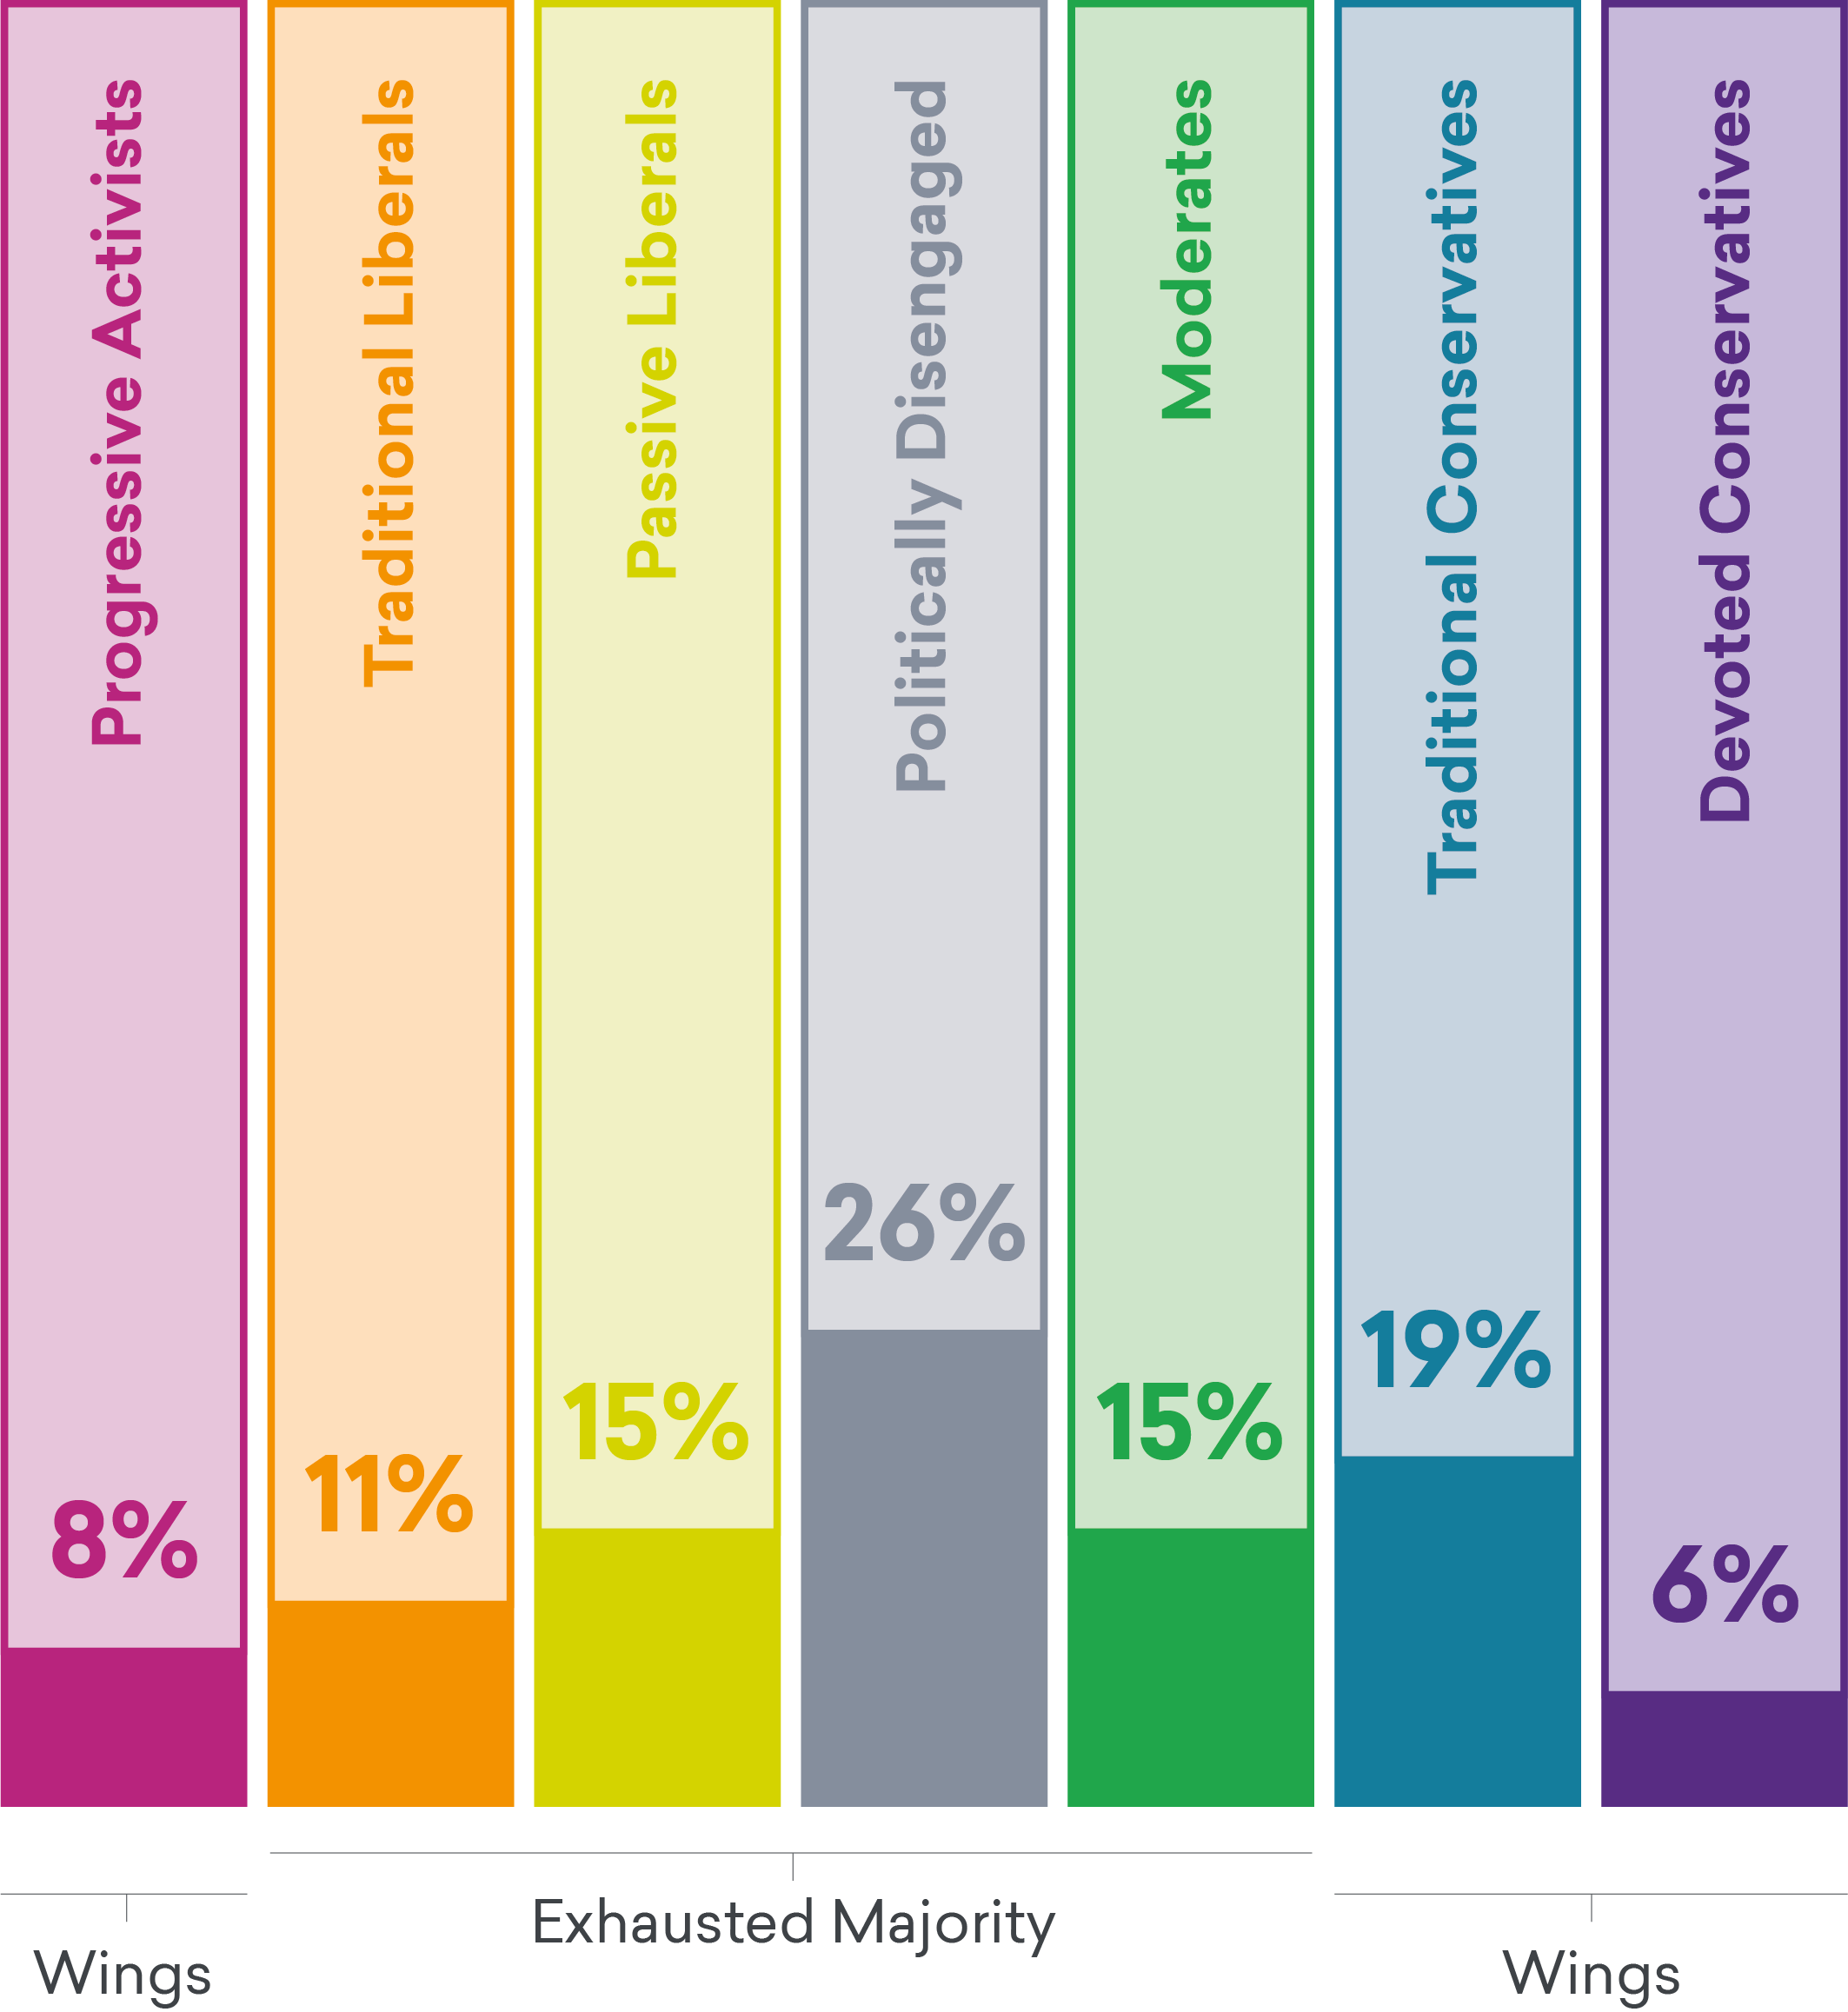 Progressive Activists
8%
Traditional Liberals
11%
Passive Liberals
15%
Politically Disengaged
26%
Moderates
15%
Traditional Conservatives
19%
Devoted Conservatives
6%
Wings
Exhausted Majority
Wings